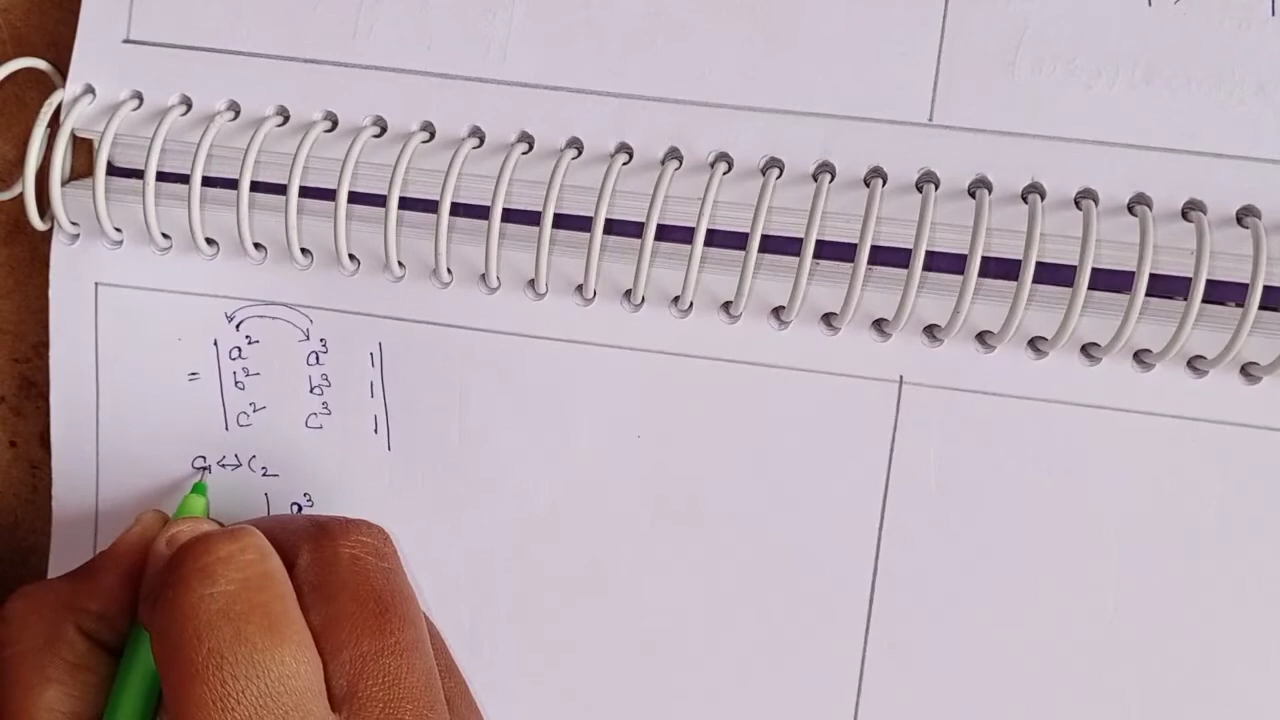 a² a³ 1
= b² b³ 1
c² c³ 1
C₁ ↔ C₂
a³